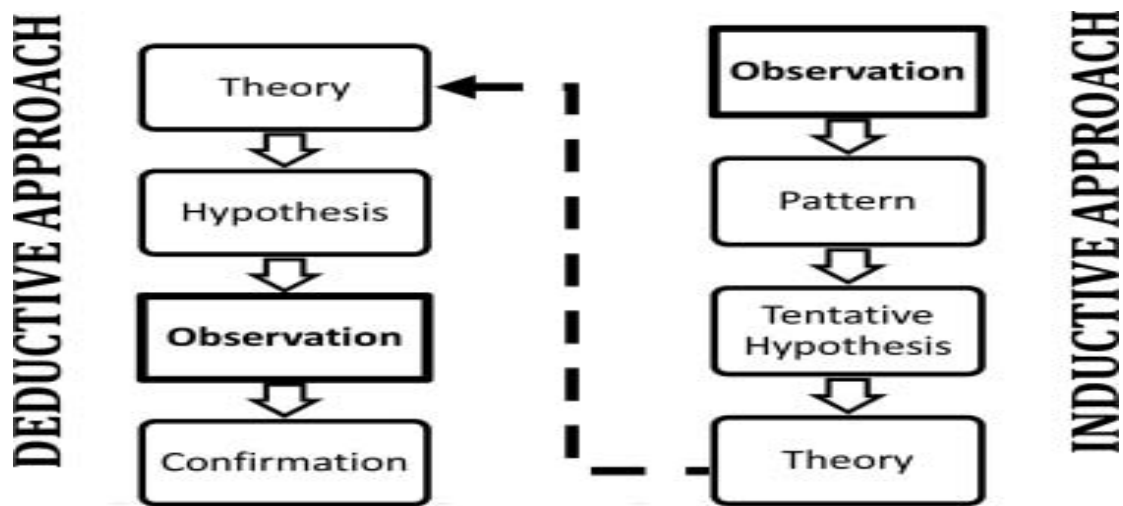 DEDUCTIVE APPROACH
Theory
Hypothesis
Observation
Confirmation
Observation
Pattern
Tentative
Hypothesis
Theory
INDUCTIVE APPROACH